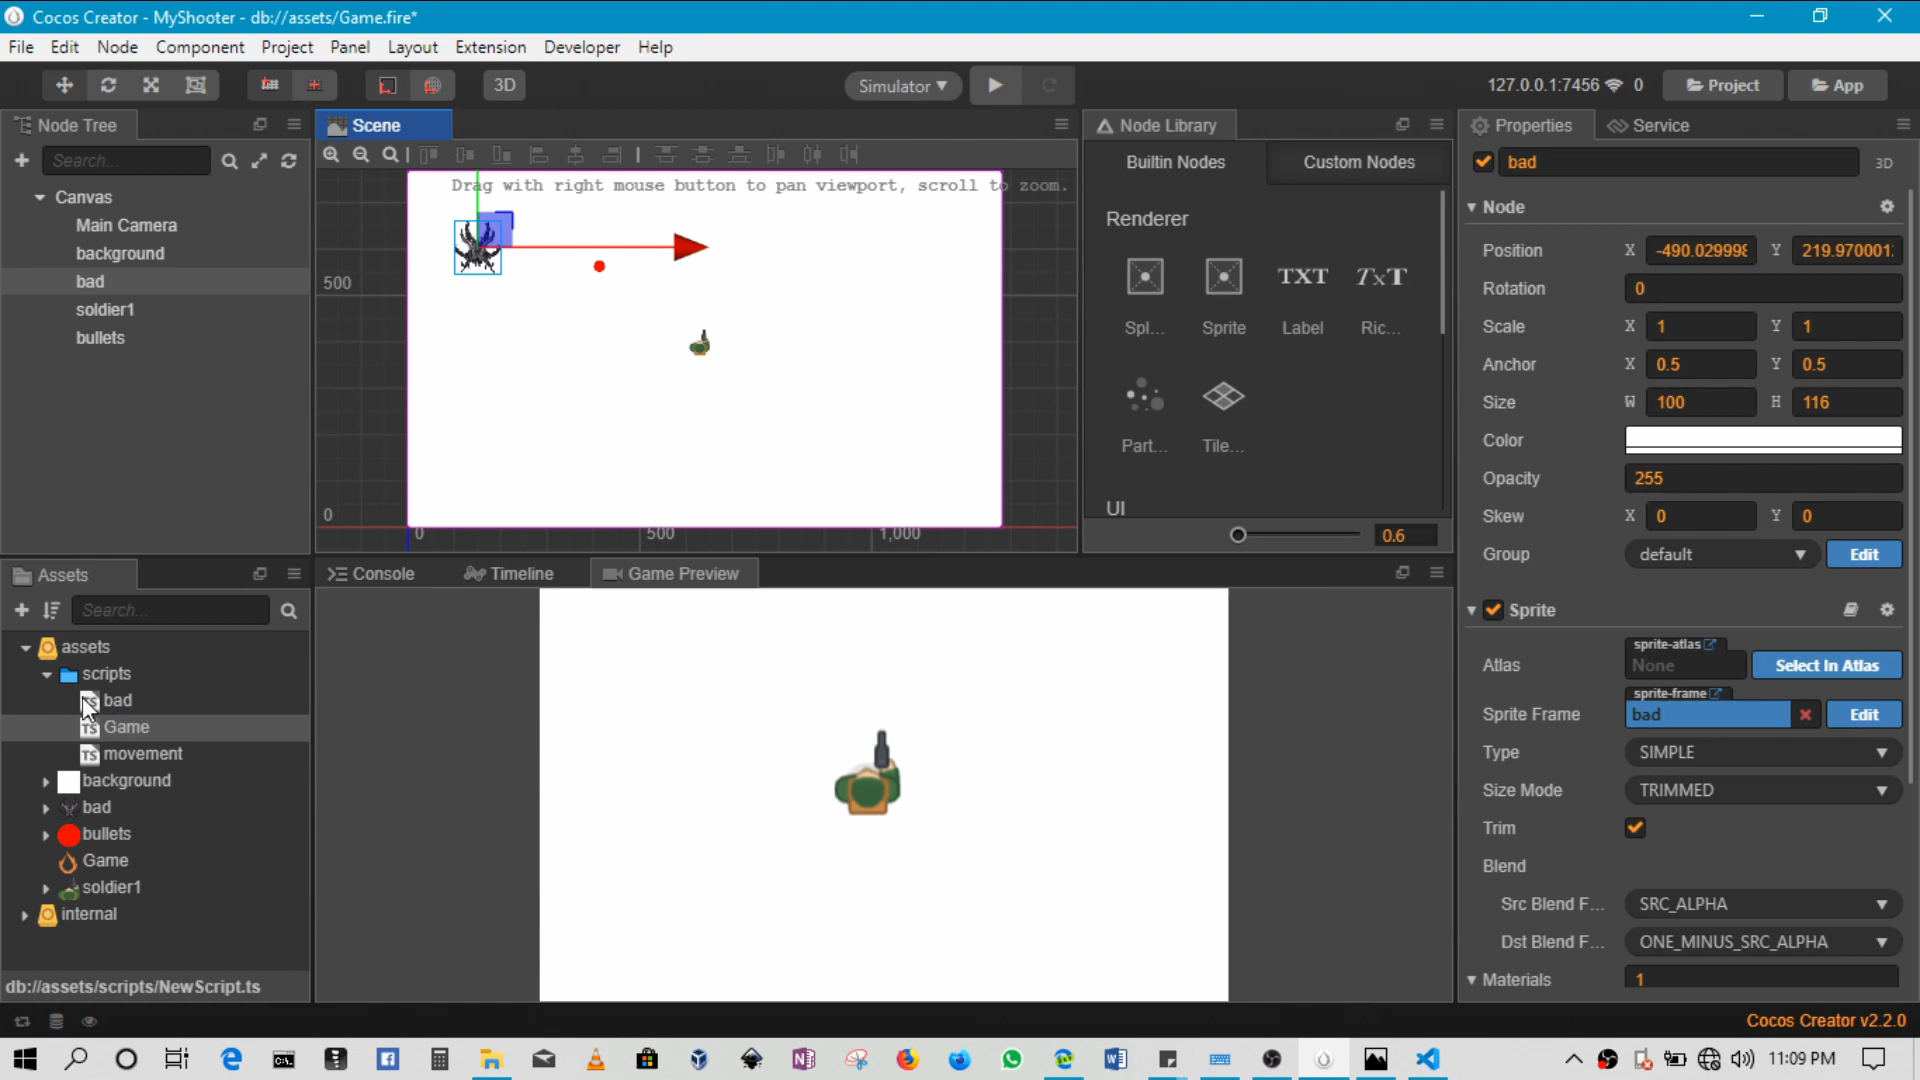 Cocos Creator - MyShooter - db://assets/Game.fire*
File Edit Node Component Project Panel Layout Extension Developer Help
3D
Simulator
127.0.0.1:7456 0
Project
App
Node Tree
Search...
Canvas
Main Camera
background
bad
soldier1
bullets
Scene
Drag with right mouse button to pan viewport, scroll to zoom.
500
0
0 500 1,000
Node Library
Builtin Nodes
Custom Nodes
Renderer
TXT
TxT
Spl... Sprite Label Ric...
Part... Tile...
UI
0.6
Properties
Service
bad
3D
Node
Position X -490.029998 Y 219.970001
Rotation 0
Scale X 1 Y 1
Anchor X 0.5 Y 0.5
Size W 100 H 116
Color
Opacity 255
Skew X 0 Y 0
Group default Edit
Sprite
sprite-atlas
Atlas None Select In Atlas
sprite-frame
Sprite Frame bad Edit
Type SIMPLE
Size Mode TRIMMED
Trim
Blend
Src Blend F... SRC_ALPHA
Dst Blend F... ONE_MINUS_SRC_ALPHA
Materials 1
Assets
Search...
assets
scripts
bad
TS Game
TS movement
background
bad
bullets
Game
soldier1
internal
db://assets/scripts/NewScript.ts
Console
Timeline
Game Preview
Cocos Creator v2.2.0
11:09 PM